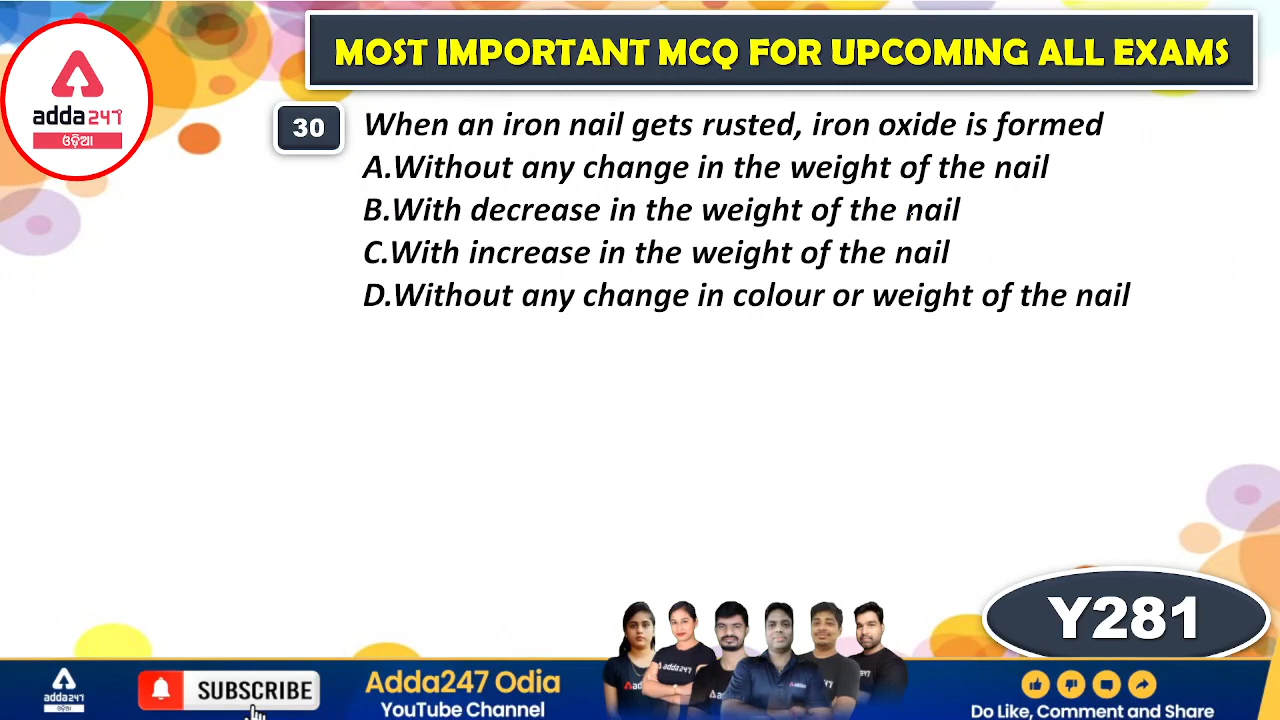 MOST IMPORTANT MCQ FOR UPCOMING ALL EXAMS
adda247
ଓଡ଼ିଆ
30
When an iron nail gets rusted, iron oxide is formed
A.Without any change in the weight of the nail
B.With decrease in the weight of the nail
C.With increase in the weight of the nail
D.Without any change in colour or weight of the nail
Y281
adda247
ଓଡ଼ିଆ
SUBSCRIBE
Adda247 Odia
YouTube Channel
adda247
Do Like, Comment and Share